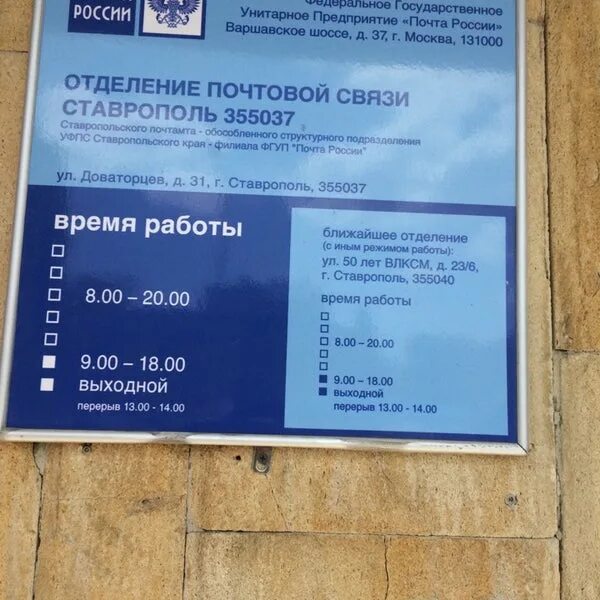 РОССИИ
Федеральное Государственное
Унитарное Предприятие «Почта России»
Варшавское шоссе, д. 37, г. Москва, 131000
ОТДЕЛЕНИЕ ПОЧТОВОЙ СВЯЗИ
СТАВРОПОЛЬ 355037
Ставропольского почтамта - обособленного структурного подразделения
УФПС Ставропольского края - филиала ФГУП "Почта России"
ул. Доваторцев, д. 31, г. Ставрополь, 355037
время работы
8.00 – 20.00
9.00 – 18.00
выходной
перерыв 13.00 - 14.00
ближайшее отделение
(с иным режимом работы):
ул. 50 лет ВЛКСМ, д. 23/6,
г. Ставрополь, 355040
время работы
8.00 – 20.00
9.00 – 18.00
выходной
перерыв 13.00 - 14.00